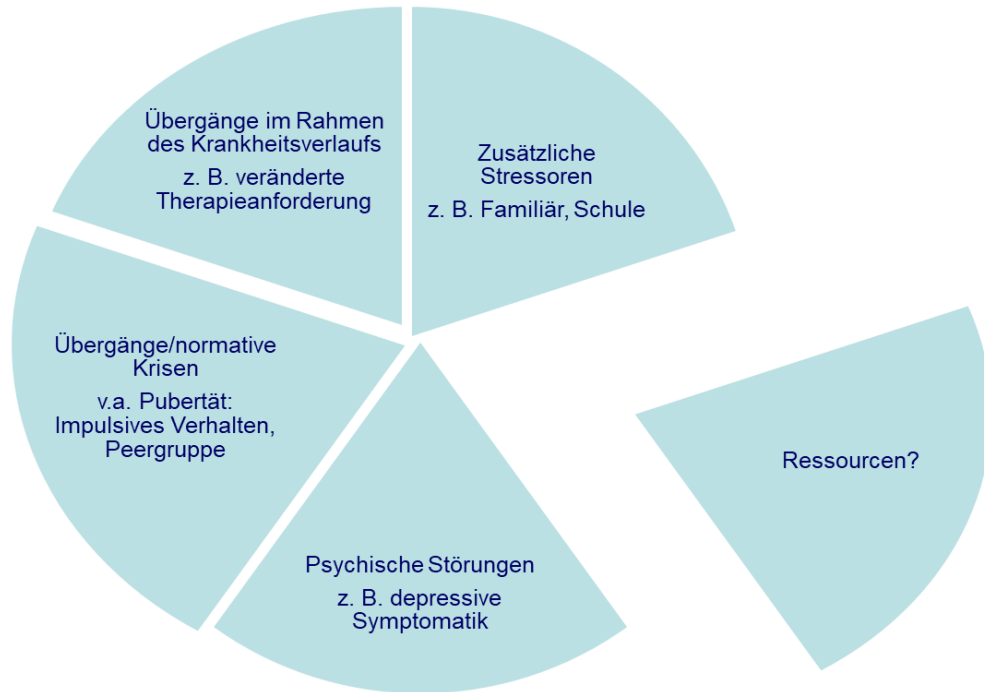 Übergänge im Rahmen
des Krankheitsverlaufs
z. B. veränderte
Therapieanforderung
Zusätzliche
Stressoren
z. B. Familiär, Schule
Übergänge/normative
Krisen
v.a. Pubertät:
Impulsives Verhalten,
Peergruppe
Ressourcen?
Psychische Störungen
z. B. depressive
Symptomatik